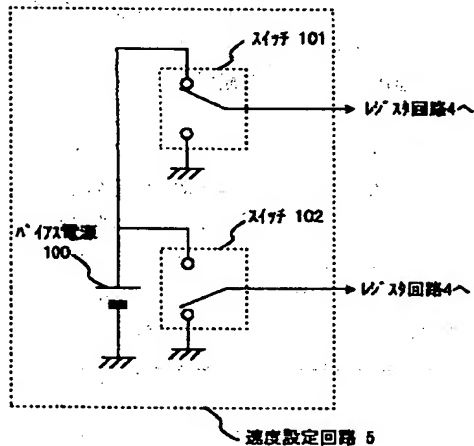 スイッチ 101
レジスタ回路4へ
バイアス電源
100
スイッチ 102
レジスタ回路4へ
速度設定回路 5